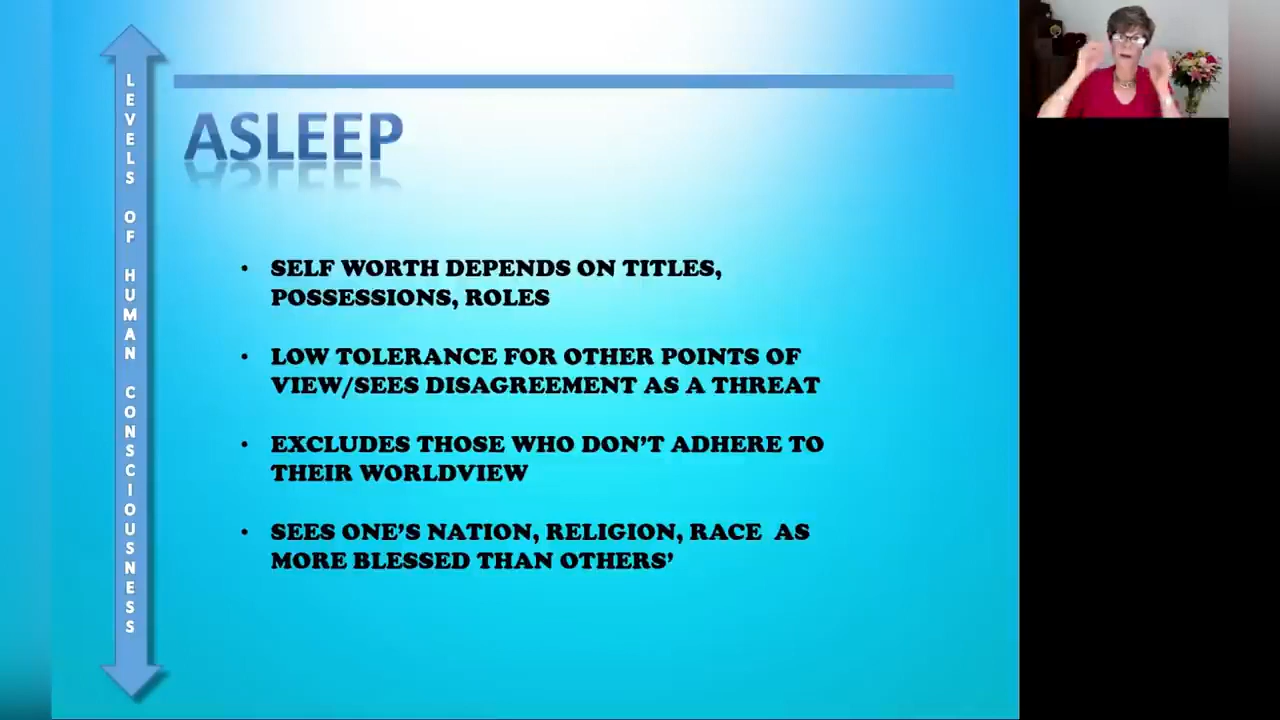 LEVELS OF HUMAN CONSCIOUSNESS
ASLEEP
• SELF WORTH DEPENDS ON TITLES,
POSSESSIONS, ROLES
• LOW TOLERANCE FOR OTHER POINTS OF
VIEW/SEES DISAGREEMENT AS A THREAT
• EXCLUDES THOSE WHO DON’T ADHERE TO
THEIR WORLDVIEW
• SEES ONE’S NATION, RELIGION, RACE AS
MORE BLESSED THAN OTHERS’